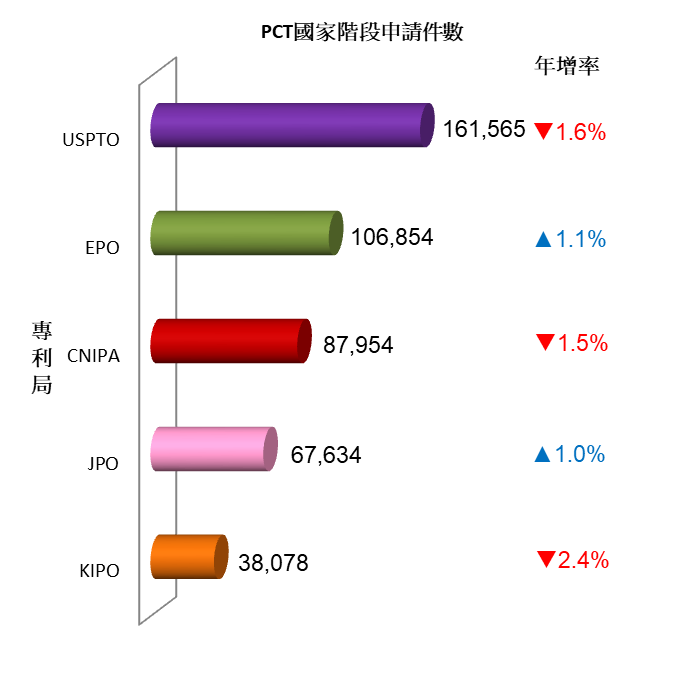 PCT國家階段申請件數
年增率
USPTO 161,565 ▼1.6%
EPO 106,854 ▲1.1%
專利局
CNIPA 87,954 ▼1.5%
JPO 67,634 ▲1.0%
KIPO 38,078 ▼2.4%